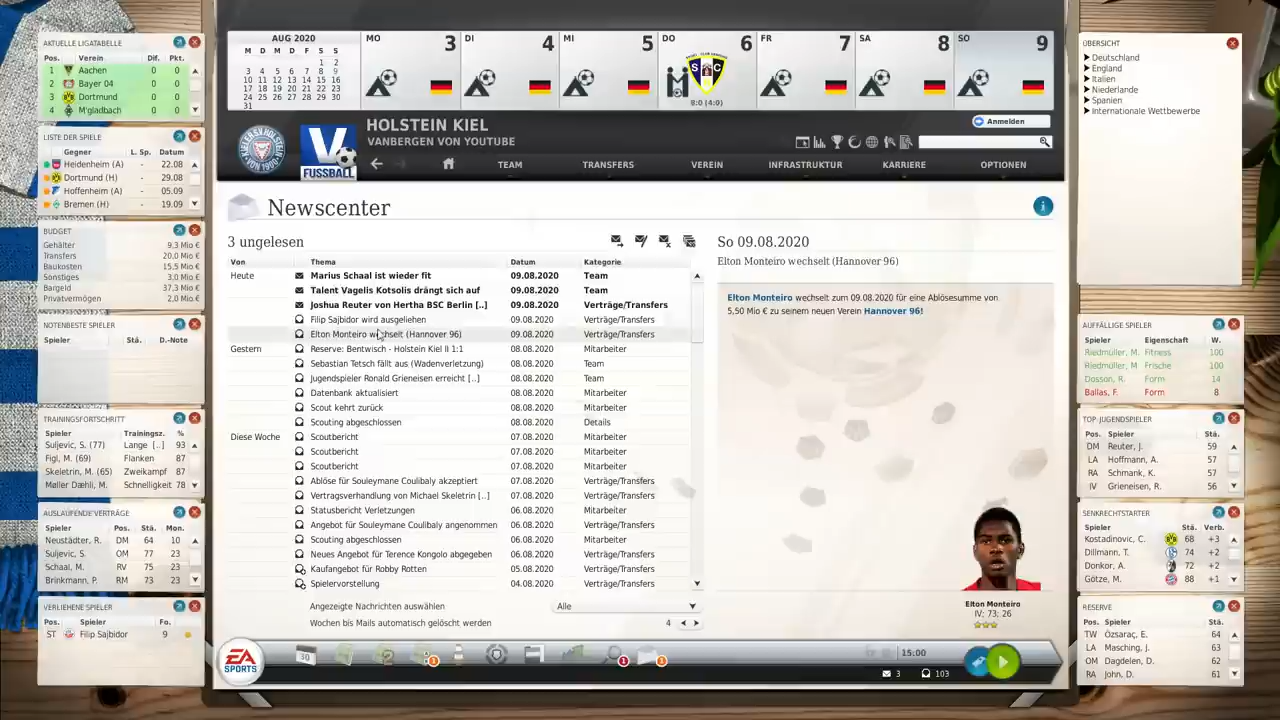 AKTUELLE LIGATABELLE
Pos. Verein Dif. Pkt.
1 Aachen 0 0
2 Bayer 04 0 0
3 Dortmund 0 0
4 M'gladbach 0 0
LISTE DER SPIELE
Gegner L. Sp. Datum
Heidenheim (A) - 22.08
Dortmund (H) - 29.08
Hoffenheim (A) - 05.09
Bremen (H) - 19.09
BUDGET
Gehälter 9.3 Mio €
Transfers 20,0 Mio €
Baukosten 15,5 Mio €
Sonstiges 3,0 Mio €
Bargeld 37,3 Mio €
Privatvermögen 2,0 Mio €
NOTENBESTE SPIELER
Spieler Stä. D.-Note
TRAININGSFORTSCHRITT
Spieler Trainingsz. %
Suljevic, S. (77) Lange [..] 93
Figl, M. (69) Flanken 87
Skeletrin, M. (65) Zweikampf 87
Møller Dæhli, M. Schnelligkeit 78
AUSLAUFENDE VERTRÄGE
Spieler Pos. Stä. Mon.
Neustädter, R. DM 64 10
Suljevic, S. OM 77 23
Schaal, M. RV 75 23
Brinkmann, P. RM 73 23
VERLIEHENE SPIELER
Pos. Spieler Fo.
ST Filip Sajbidor 9
AUG 2020
M D M D F S S
1 2
3 4 5 6 7 8 9
10 11 12 13 14 15 16
17 18 19 20 21 22 23
24 25 26 27 28 29 30
31
MO 3
DI 4
MI 5
DO 6
SC
8:0 (4:0)
FR 7
SA 8
SO 9
HOLSTEIN KIEL
VANBERGEN VON YOUTUBE
V
FUSSBALL
Anmelden
TEAM TRANSFERS VEREIN INFRASTRUKTUR KARRIERE OPTIONEN
Newscenter
3 ungelesen
Von Thema Datum Kategorie
Heute Marius Schaal ist wieder fit 09.08.2020 Team
Talent Vagelis Kotsolis drängt sich auf 09.08.2020 Team
Joshua Reuter von Hertha BSC Berlin [..] 09.08.2020 Verträge/Transfers
Filip Sajbidor wird ausgeliehen 09.08.2020 Verträge/Transfers
Elton Monteiro wechselt (Hannover 96) 09.08.2020 Verträge/Transfers
Gestern Reserve: Bentwisch - Holstein Kiel II 1:1 08.08.2020 Mitarbeiter
Sebastian Tetsch fällt aus (Wadenverletzung) 08.08.2020 Team
Jugendspieler Ronald Grieneisen erreicht [..] 08.08.2020 Team
Datenbank aktualisiert 08.08.2020 Mitarbeiter
Scout kehrt zurück 08.08.2020 Mitarbeiter
Scouting abgeschlossen 08.08.2020 Details
Diese Woche Scoutbericht 07.08.2020 Mitarbeiter
Scoutbericht 07.08.2020 Mitarbeiter
Scoutbericht 07.08.2020 Mitarbeiter
Ablöse für Souleymane Coulibaly akzeptiert 07.08.2020 Verträge/Transfers
Vertragsverhandlung von Michael Skeletrin [..] 07.08.2020 Verträge/Transfers
Statusbericht Verletzungen 06.08.2020 Mitarbeiter
Angebot für Souleymane Coulibaly angenommen 06.08.2020 Verträge/Transfers
Scouting abgeschlossen 06.08.2020 Mitarbeiter
Neues Angebot für Terence Kongolo abgegeben 06.08.2020 Verträge/Transfers
Kaufangebot für Robby Rotten 05.08.2020 Verträge/Transfers
Spielervorstellung 04.08.2020 Verträge/Transfers
Angezeigte Nachrichten auswählen Alle
Wochen bis Mails automatisch gelöscht werden 4
So 09.08.2020
Elton Monteiro wechselt (Hannover 96)
Elton Monteiro wechselt zum 09.08.2020 für eine Ablösesumme von
5,50 Mio € zu seinem neuen Verein Hannover 96!
Elton Monteiro
IV; 73; 26
EA
SPORTS
30
1
1
1
15:00
3 103
ÜBERSICHT
Deutschland
England
Italien
Niederlande
Spanien
Internationale Wettbewerbe
AUFFÄLLIGE SPIELER
Spieler Eigenschaft W.
Riedmüller, M. Fitness 100
Riedmüller, M. Frische 100
Dosson, R. Form 14
Ballas, F. Form 8
TOP-JUGENDSPIELER
Pos. Spieler Stä.
DM Reuter, J. 59
LA Hoffmann, A. 57
RA Schmank, K. 57
IV Grieneisen, R. 56
SENKRECHTSTARTER
Spieler Stä. Verb.
Kostadinovic, C. 68 +3
Dillmann, T. 74 +2
Donkor, A. 72 +2
Götze, M. 88 +1
RESERVE
Pos. Spieler Stä.
TW Özsaraç, E. 64
LA Masching, J. 63
OM Dagdelen, D. 62
RA John, D. 61